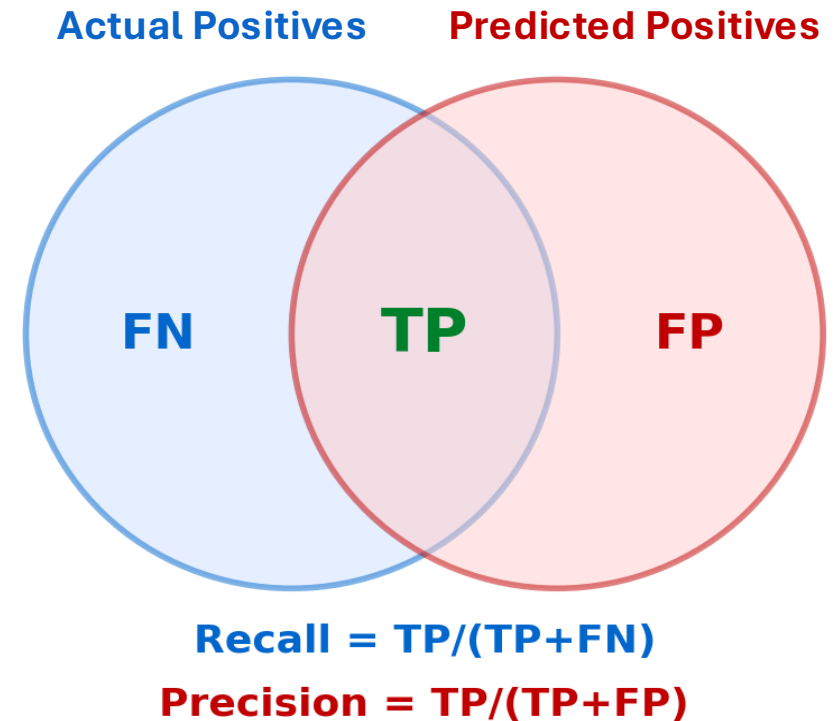 Actual Positives
Predicted Positives
FN
TP
FP
Recall = TP/(TP+FN)
Precision = TP/(TP+FP)